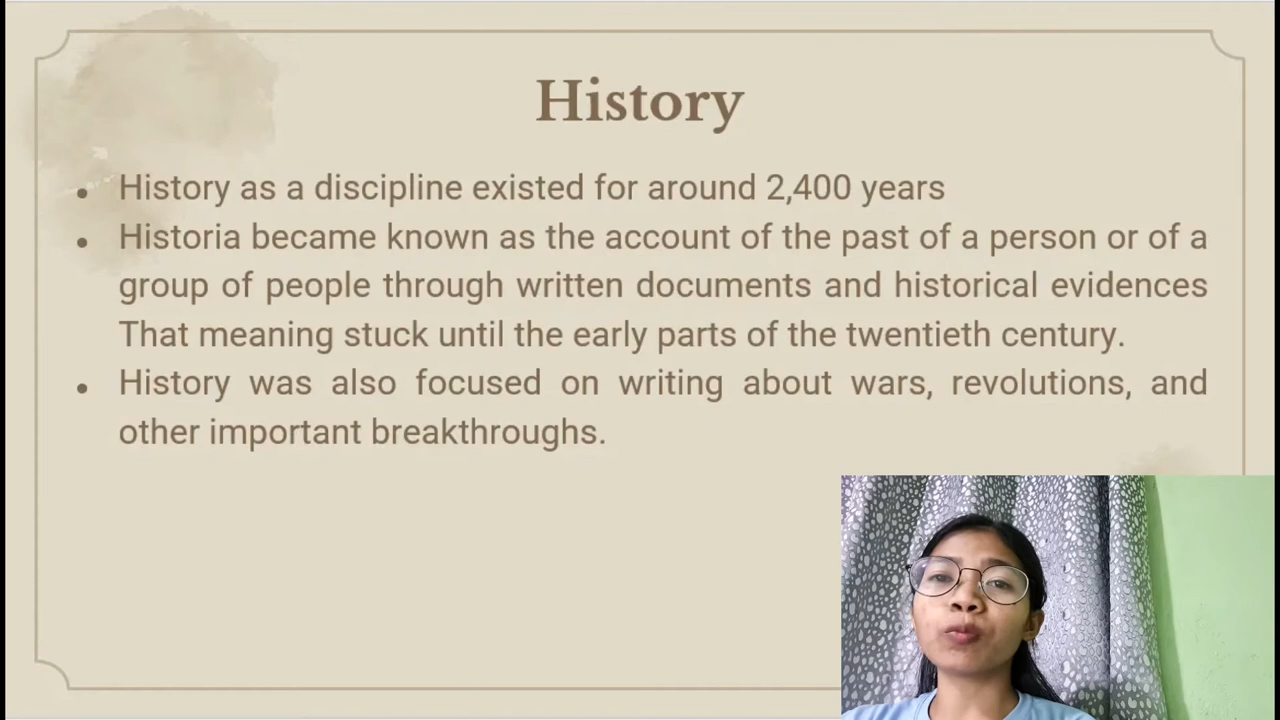 History
• History as a discipline existed for around 2,400 years
• Historia became known as the account of the past of a person or of a
group of people through written documents and historical evidences
That meaning stuck until the early parts of the twentieth century.
• History was also focused on writing about wars, revolutions, and
other important breakthroughs.